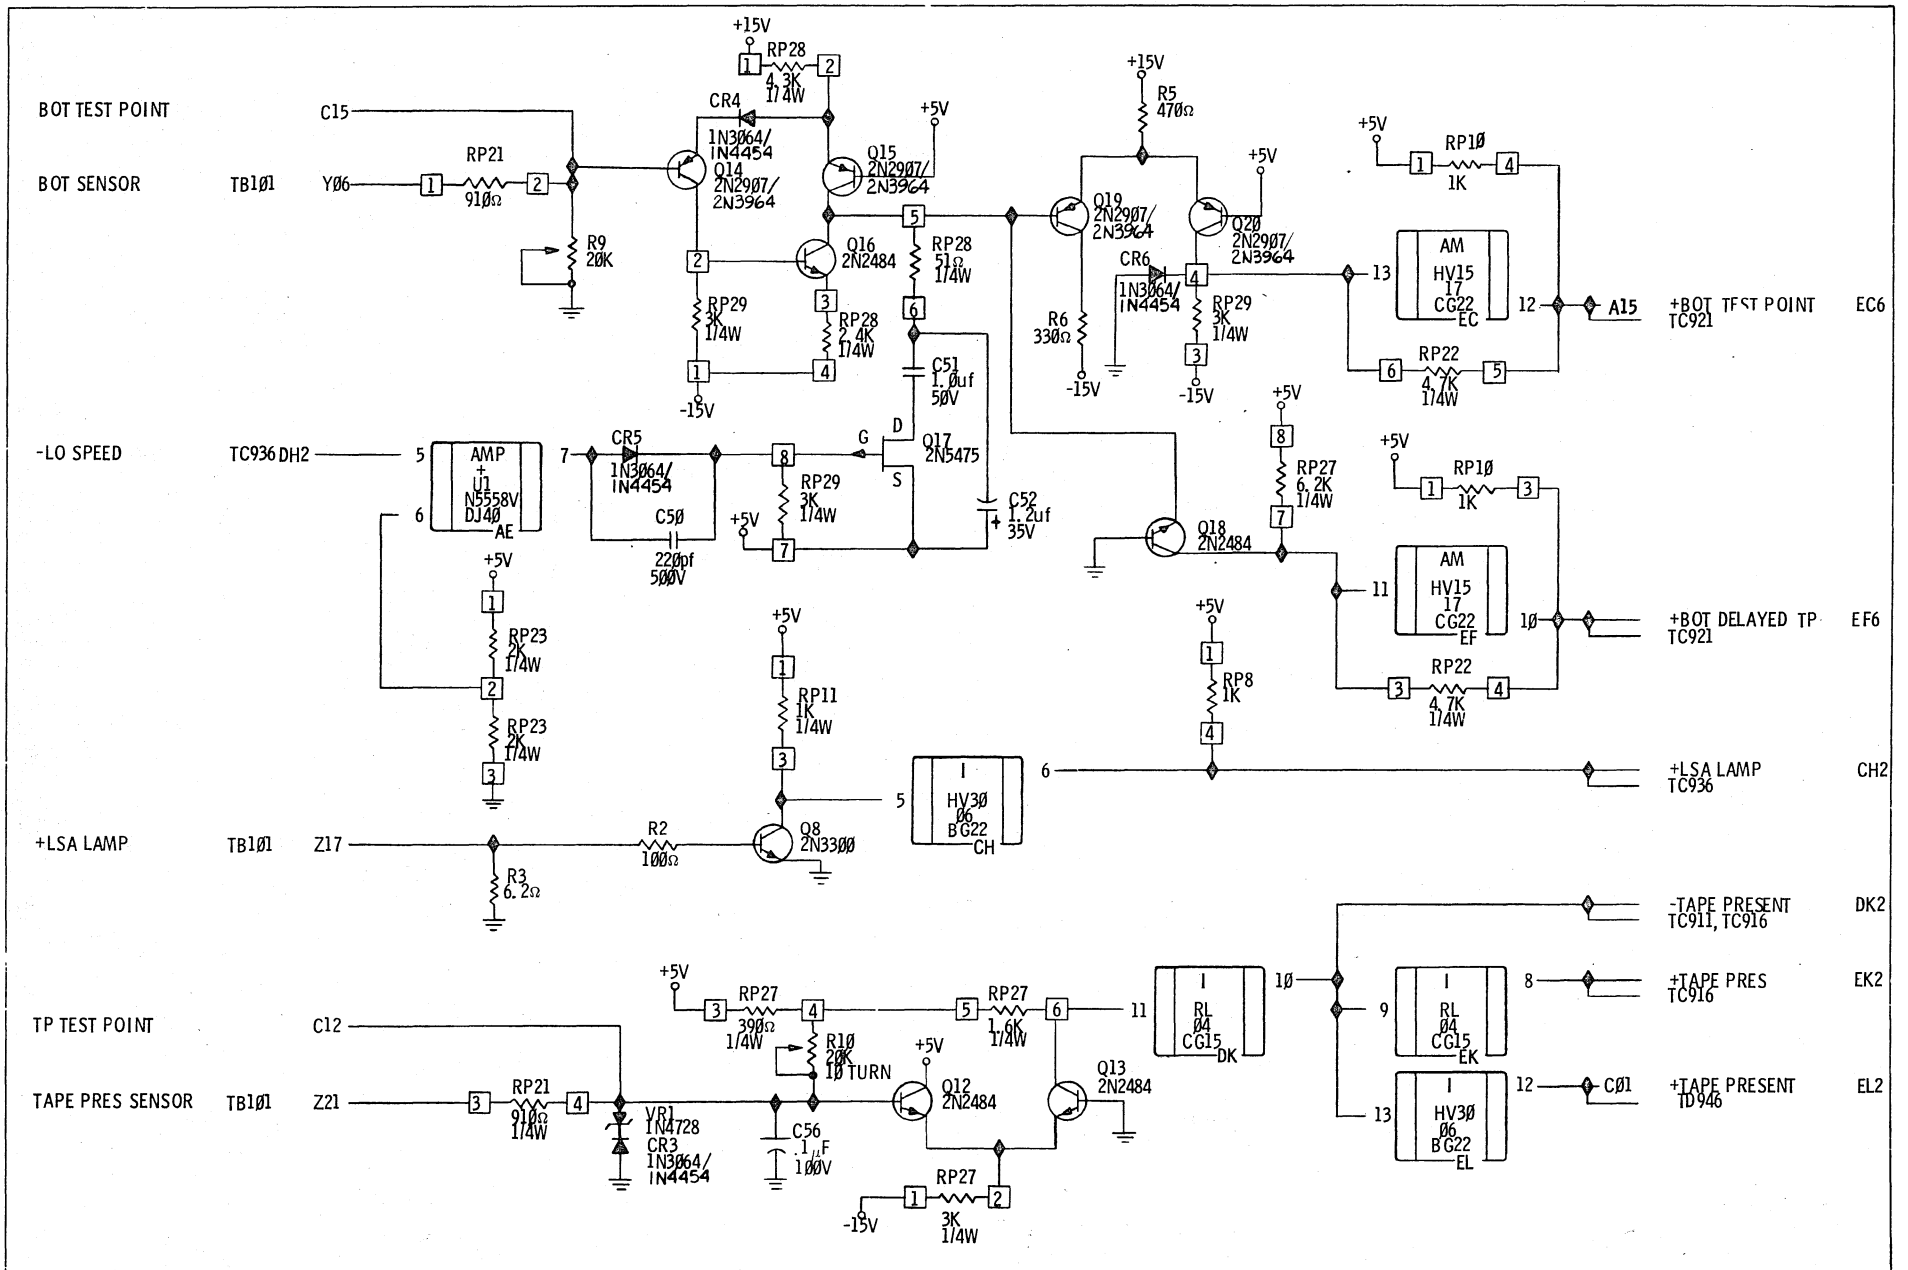 BOT TEST POINT
C15
BOT SENSOR
TB1Ø1
YØ6
1
RP21
91ØΩ
2
R9
2ØK
+15V
1
RP28
4.3K
1/4W
2
CR4
1N3Ø64/
1N4454
Q14
2N29Ø7/
2N3964
Q15
2N29Ø7/
2N3964
+5V
2
RP29
3K
1/4W
1
-15V
Q16
2N2484
3
RP28
2.4K
1/4W
4
5
RP28
51Ω
1/4W
6
C51
1.Øuf
5ØV
+15V
R5
47ØΩ
Q19
2N29Ø7/
2N3964
R6
33ØΩ
-15V
+5V
Q2Ø
2N29Ø7/
2N3964
CR6
1N3Ø64/
1N4454
4
RP29
3K
1/4W
3
-15V
+5V
1
RP1Ø
1K
4
13
AM
HV15
17
CG22
EC
12
A15
+BOT TEST POINT
TC921
EC6
6
RP22
4.7K
1/4W
5
-LO SPEED
TC936 DH2
5
6
AMP
+
U1
N5558V
DJ4Ø
AE
7
CR5
1N3Ø64/
1N4454
C5Ø
22Øpf
5ØØV
8
RP29
3K
1/4W
+5V
7
G
D
S
Q17
2N5475
C52
1.2uf
35V
+
Q18
2N2484
+5V
8
RP27
6.2K
1/4W
7
+5V
1
RP1Ø
1K
3
11
AM
HV15
17
CG22
EF
1Ø
+BOT DELAYED TP
TC921
EF6
3
RP22
4.7K
1/4W
4
+5V
1
RP23
2K
1/4W
2
RP23
2K
1/4W
3
+5V
1
RP11
1K
1/4W
3
+5V
1
RP8
1K
4
5
I
HV3Ø
Ø6
BG22
CH
6
+LSA LAMP
TC936
CH2
+LSA LAMP
TB1Ø1
Z17
R3
6.2Ω
R2
1ØØΩ
Q8
2N33ØØ
-TAPE PRESENT
TC911, TC916
DK2
TP TEST POINT
C12
+5V
3
RP27
39ØΩ
1/4W
4
R1Ø
2ØK
1Ø TURN
5
RP27
1.6K
1/4W
6
11
I
RL
Ø4
CG15
DK
1Ø
9
I
RL
Ø4
CG15
EK
8
+TAPE PRES
TC916
EK2
TAPE PRES SENSOR
TB1Ø1
Z21
3
RP21
91ØΩ
1/4W
4
VR1
1N4728
CR3
1N3Ø64/
1N4454
C56
.1μF
1ØØV
+5V
Q12
2N2484
Q13
2N2484
-15V
1
RP27
3K
1/4W
2
13
I
HV3Ø
Ø6
BG22
EL
12
CØ1
+TAPE PRESENT
TD946
EL2